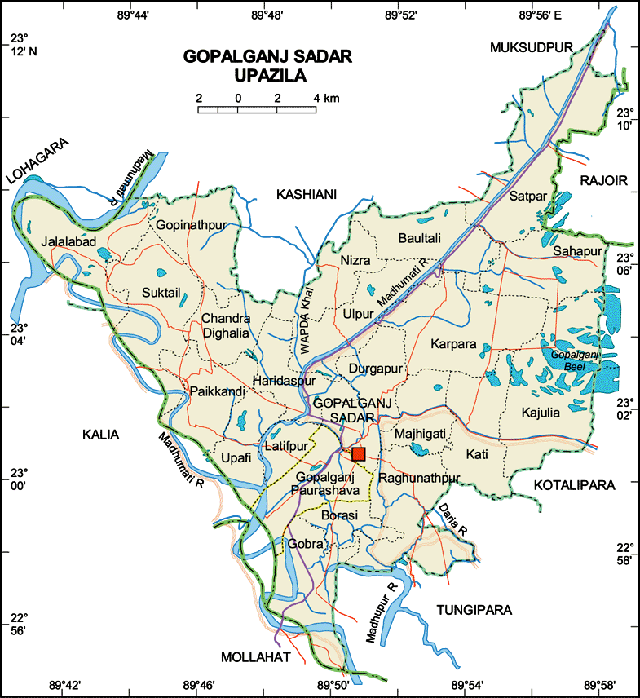 89°44'
89°48'
89°52'
89°56' E
23°
12' N
MUKSUDPUR
GOPALGANJ SADAR
UPAZILA
2 0 2 4 km
23°
10'
LOHAGARA
Madhumati R
RAJOIR
KASHIANI
Satpar
Gopinathpur
Jalalabad
Baultali
Sahapur
23°
06'
Nizra
Madhumati R
Suktail
WAPDA Khal
Ulpur
23°
04'
Chandra
Dighalia
Karpara
Gopalganj
Beel
Durgapur
Haridaspur
Paikkandi
GOPALGANJ
SADAR
23°
02'
Kajulia
KALIA
Majhigati
Latifpur
Kati
Madhumati R
Upafi
23°
00'
Gopalganj
Paurashava
Raghunathpur
KOTALIPARA
Borasi
Daria R
Gobra
22°
58'
Madhupur R
TUNGIPARA
22°
56'
MOLLAHAT
89°42'
89°46'
89°50'
89°54'
89°58'